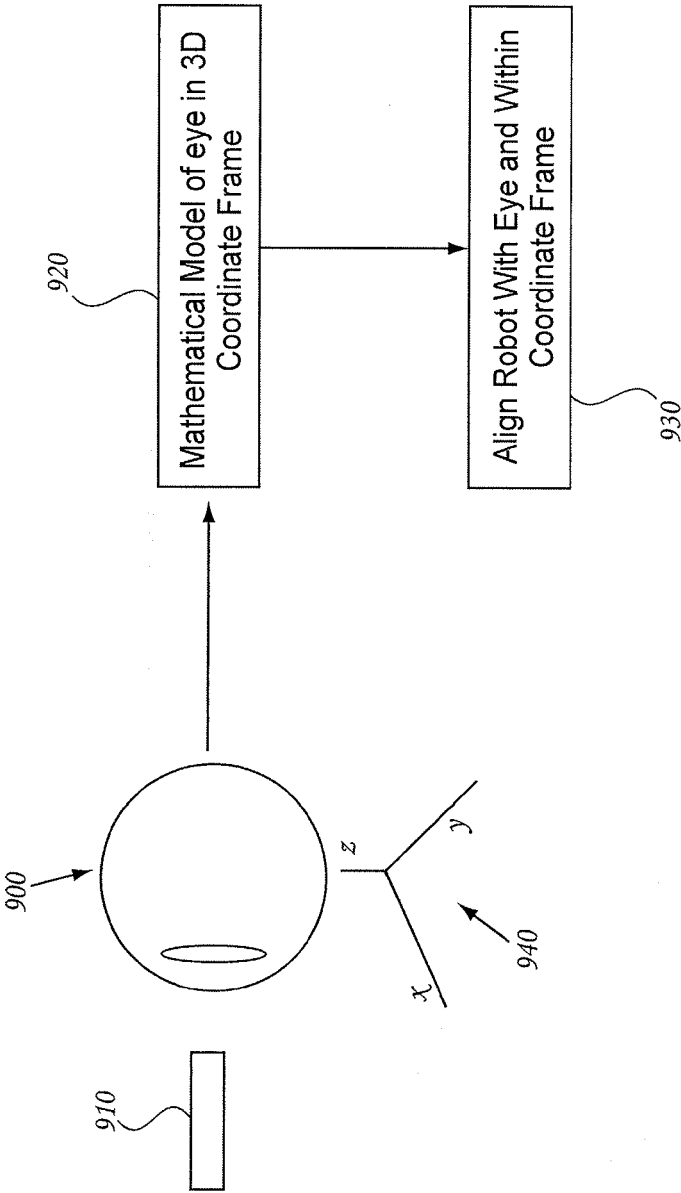 910
900
x
z
y
940
920
Mathematical Model of eye in 3D
Coordinate Frame
Align Robot With Eye and Within
Coordinate Frame
930